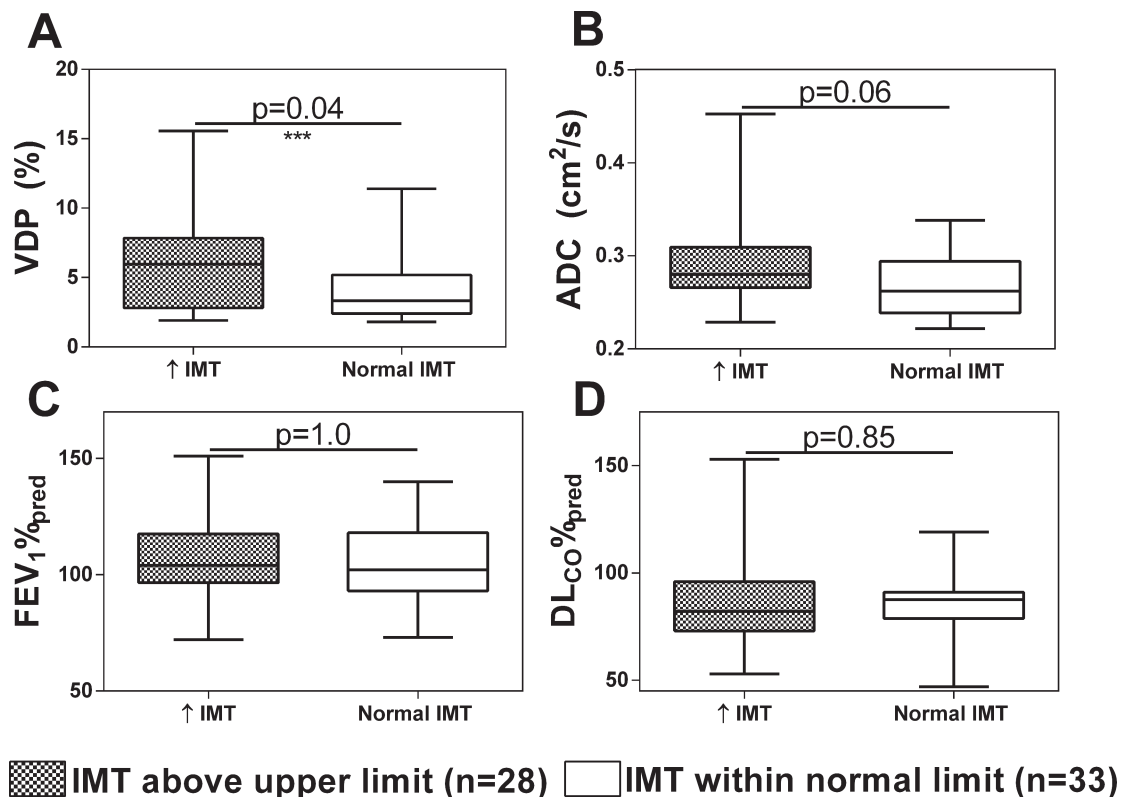 A
20
15
10
5
0
VDP (%)
p=0.04
***
↑ IMT
Normal IMT
B
0.5
0.4
0.3
0.2
ADC (cm²/s)
p=0.06
↑ IMT
Normal IMT
C
150
100
50
FEV₁%pred
p=1.0
↑ IMT
Normal IMT
D
150
100
50
DLCO%pred
p=0.85
↑ IMT
Normal IMT
IMT above upper limit (n=28)
IMT within normal limit (n=33)